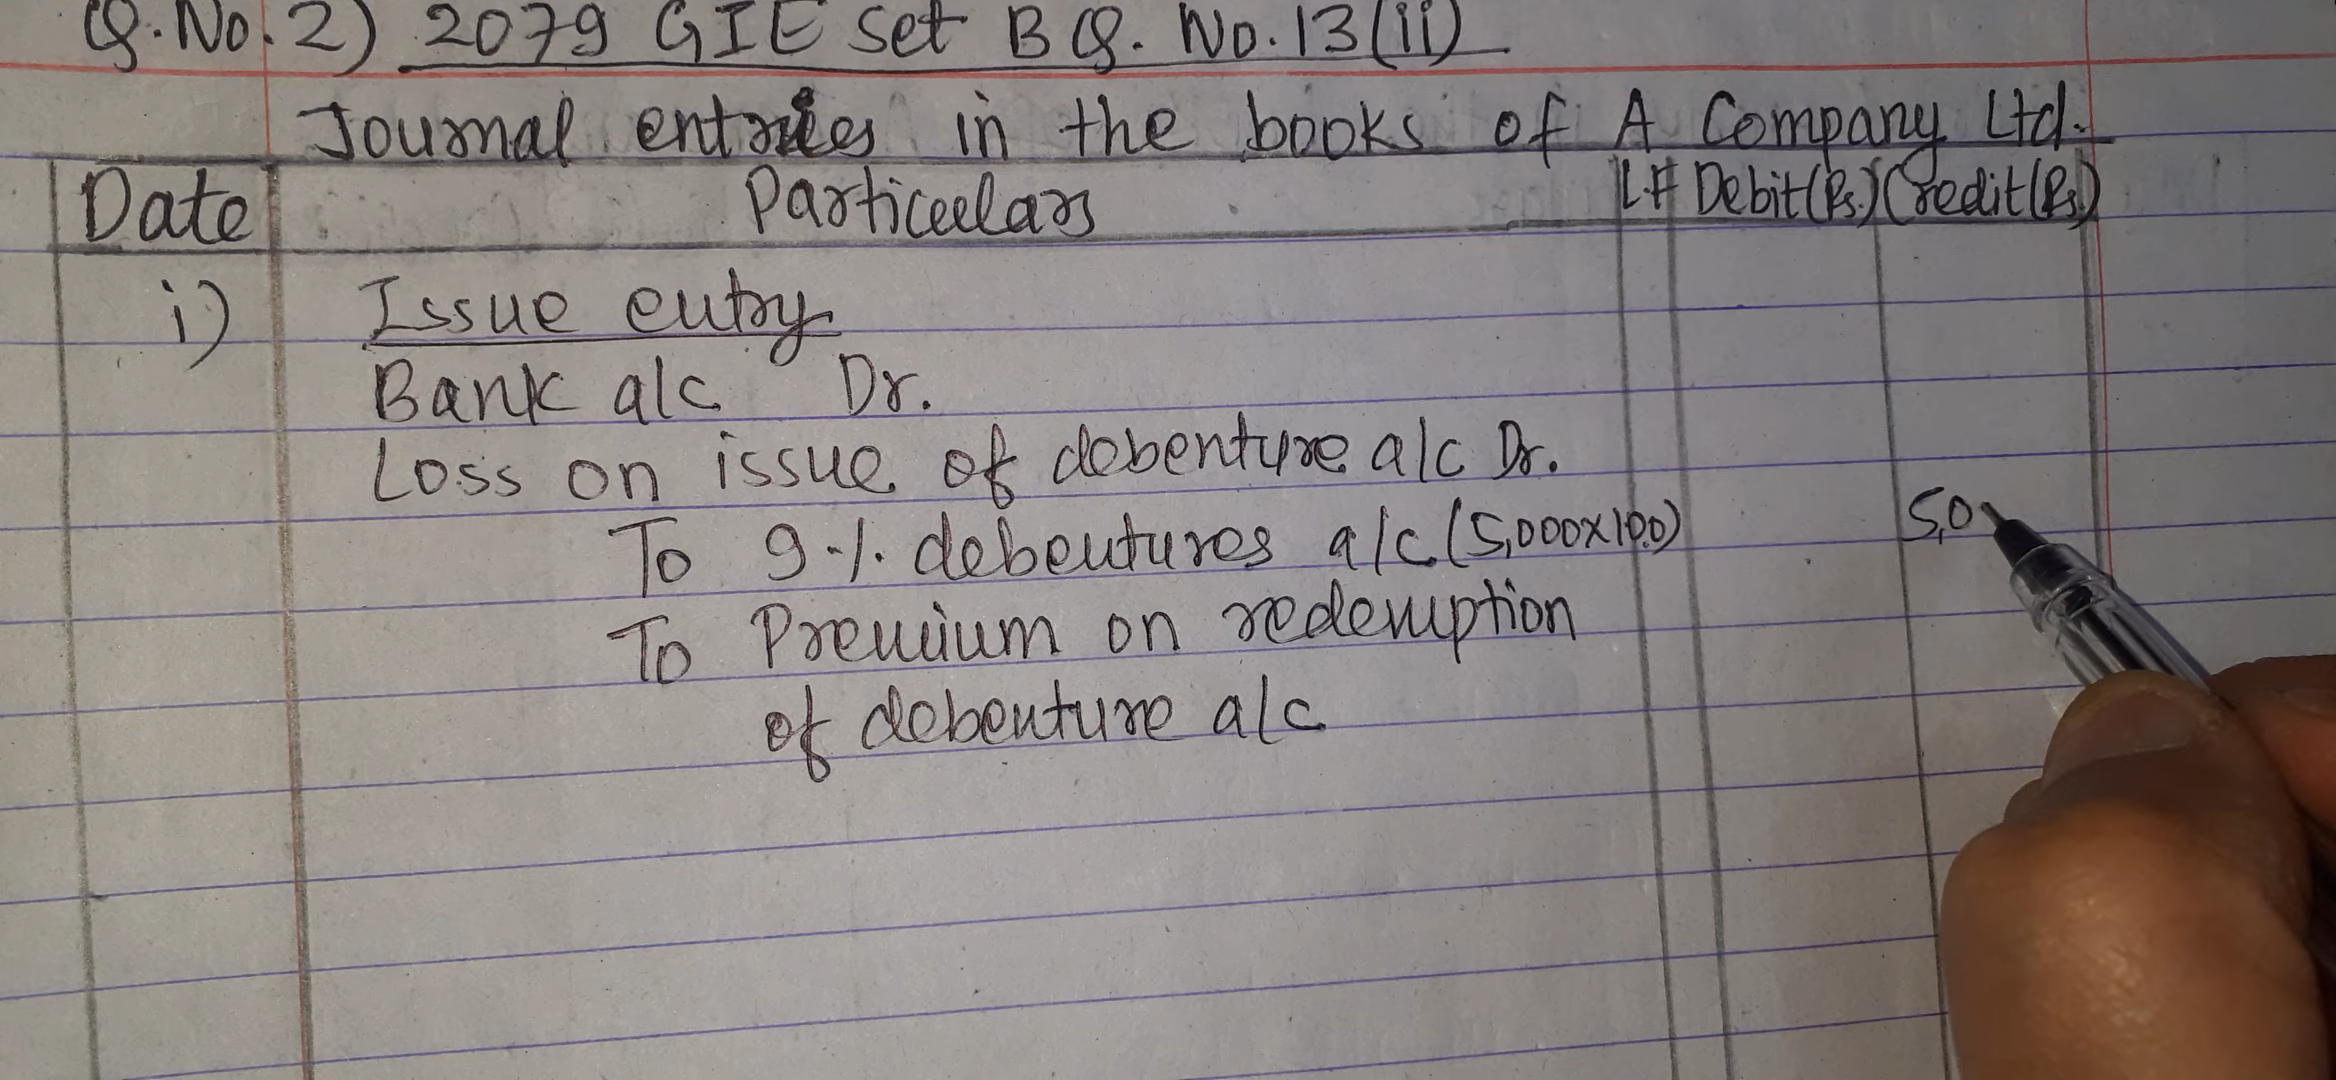 Q.No.2) 2079 GIE Set B Q. No.13(ii)
Journal entries in the books of A Company Ltd.
Date Particulars L.F Debit(Rs.) Credit(Rs.)
i) Issue entry
Bank a/c Dr.
Loss on issue of debenture a/c Dr.
To 9% debentures a/c (5,000x100) 5,0
To Premium on redemption
of debenture a/c